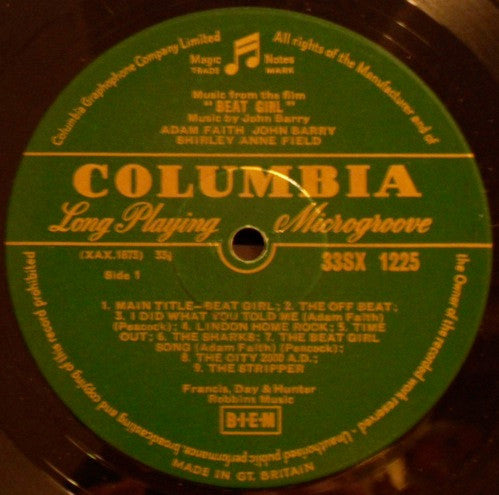 Columbia Graphophone Company Limited
All rights of the Manufacturer and of
the Owner of the recorded work reserved · Unauthorised public performance, broadcasting and copying of this record prohibited
Magic Notes
TRADE MARK
Music from the film
"BEAT GIRL"
Music by John Barry
ADAM FAITH JOHN BARRY
SHIRLEY ANNE FIELD
COLUMBIA
Long Playing Microgroove
(XAX.1675) 33⅓
33SX 1225
Side 1
1. MAIN TITLE—BEAT GIRL; 2. THE OFF BEAT;
3. I DID WHAT YOU TOLD ME (Adam Faith)
(Peacock); 4. LINDON HOME ROCK; 5. TIME
OUT; 6. THE SHARKS; 7. THE BEAT GIRL
SONG (Adam Faith) (Peacock);
8. THE CITY 2000 A.D.;
9. THE STRIPPER
Francis, Day & Hunter
Robbins Music
B·I·E·M
MADE IN GT. BRITAIN